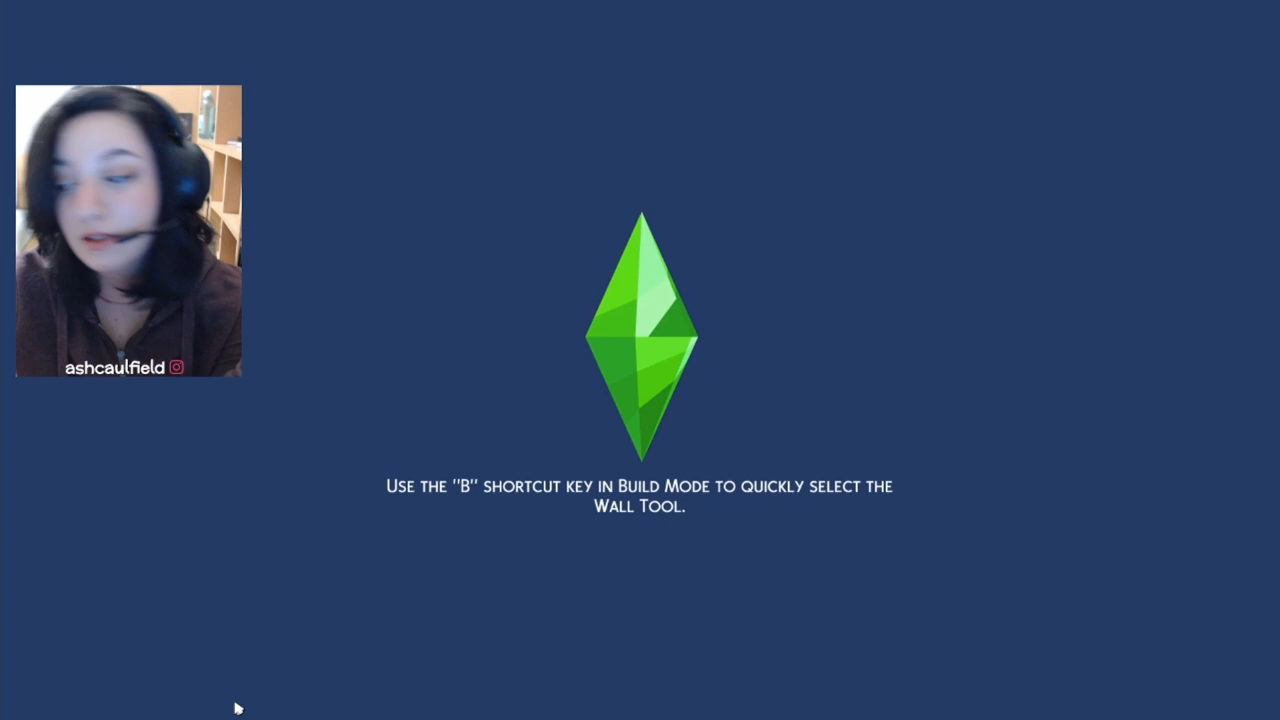 ashcaulfield
Use the "B" shortcut key in Build Mode to quickly select the
Wall Tool.